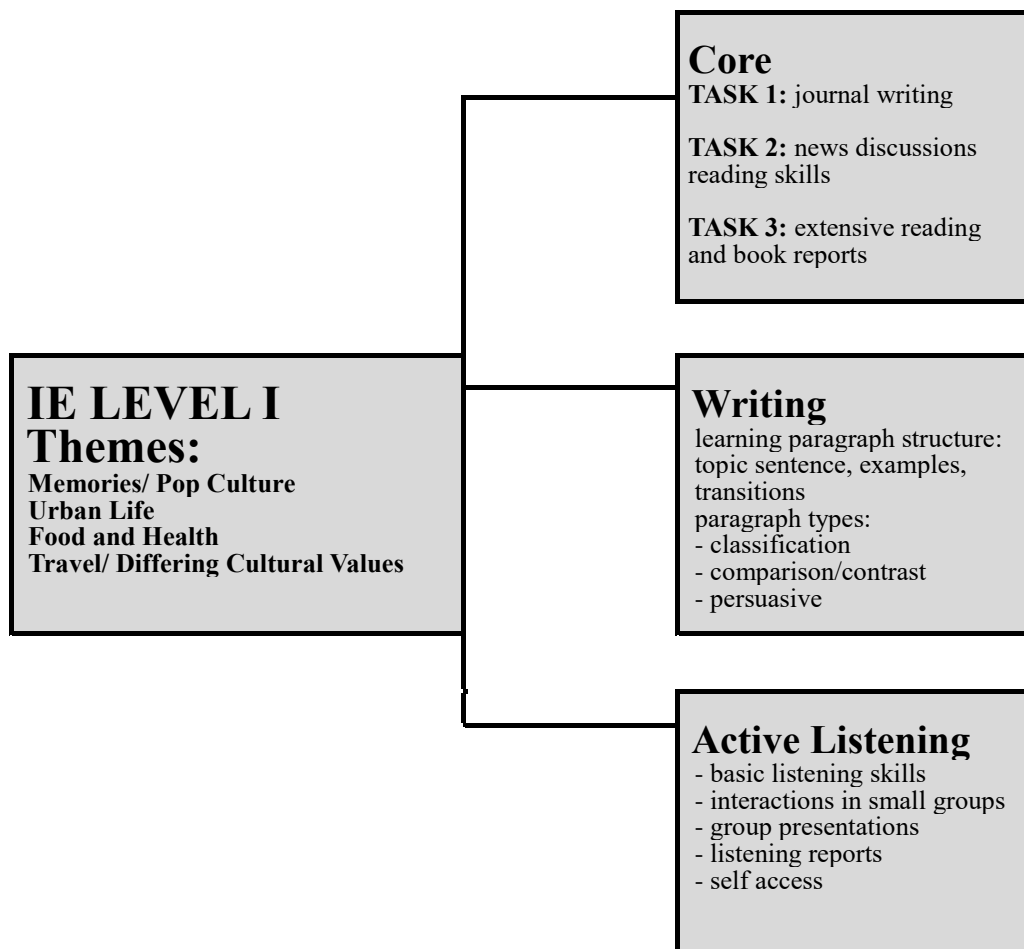 IE LEVEL I
Themes:
Memories/ Pop Culture
Urban Life
Food and Health
Travel/ Differing Cultural Values
Core
TASK 1: journal writing
TASK 2: news discussions
reading skills
TASK 3: extensive reading
and book reports
Writing
learning paragraph structure:
topic sentence, examples,
transitions
paragraph types:
- classification
- comparison/contrast
- persuasive
Active Listening
- basic listening skills
- interactions in small groups
- group presentations
- listening reports
- self access